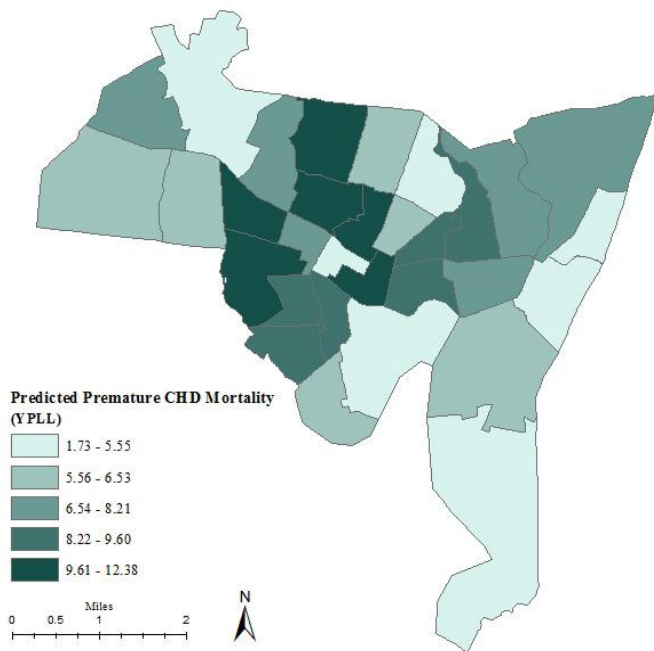 Predicted Premature CHD Mortality
(YPLL)
1.73 - 5.55
5.56 - 6.53
6.54 - 8.21
8.22 - 9.60
9.61 - 12.38
Miles
0 0.5 1 2
N